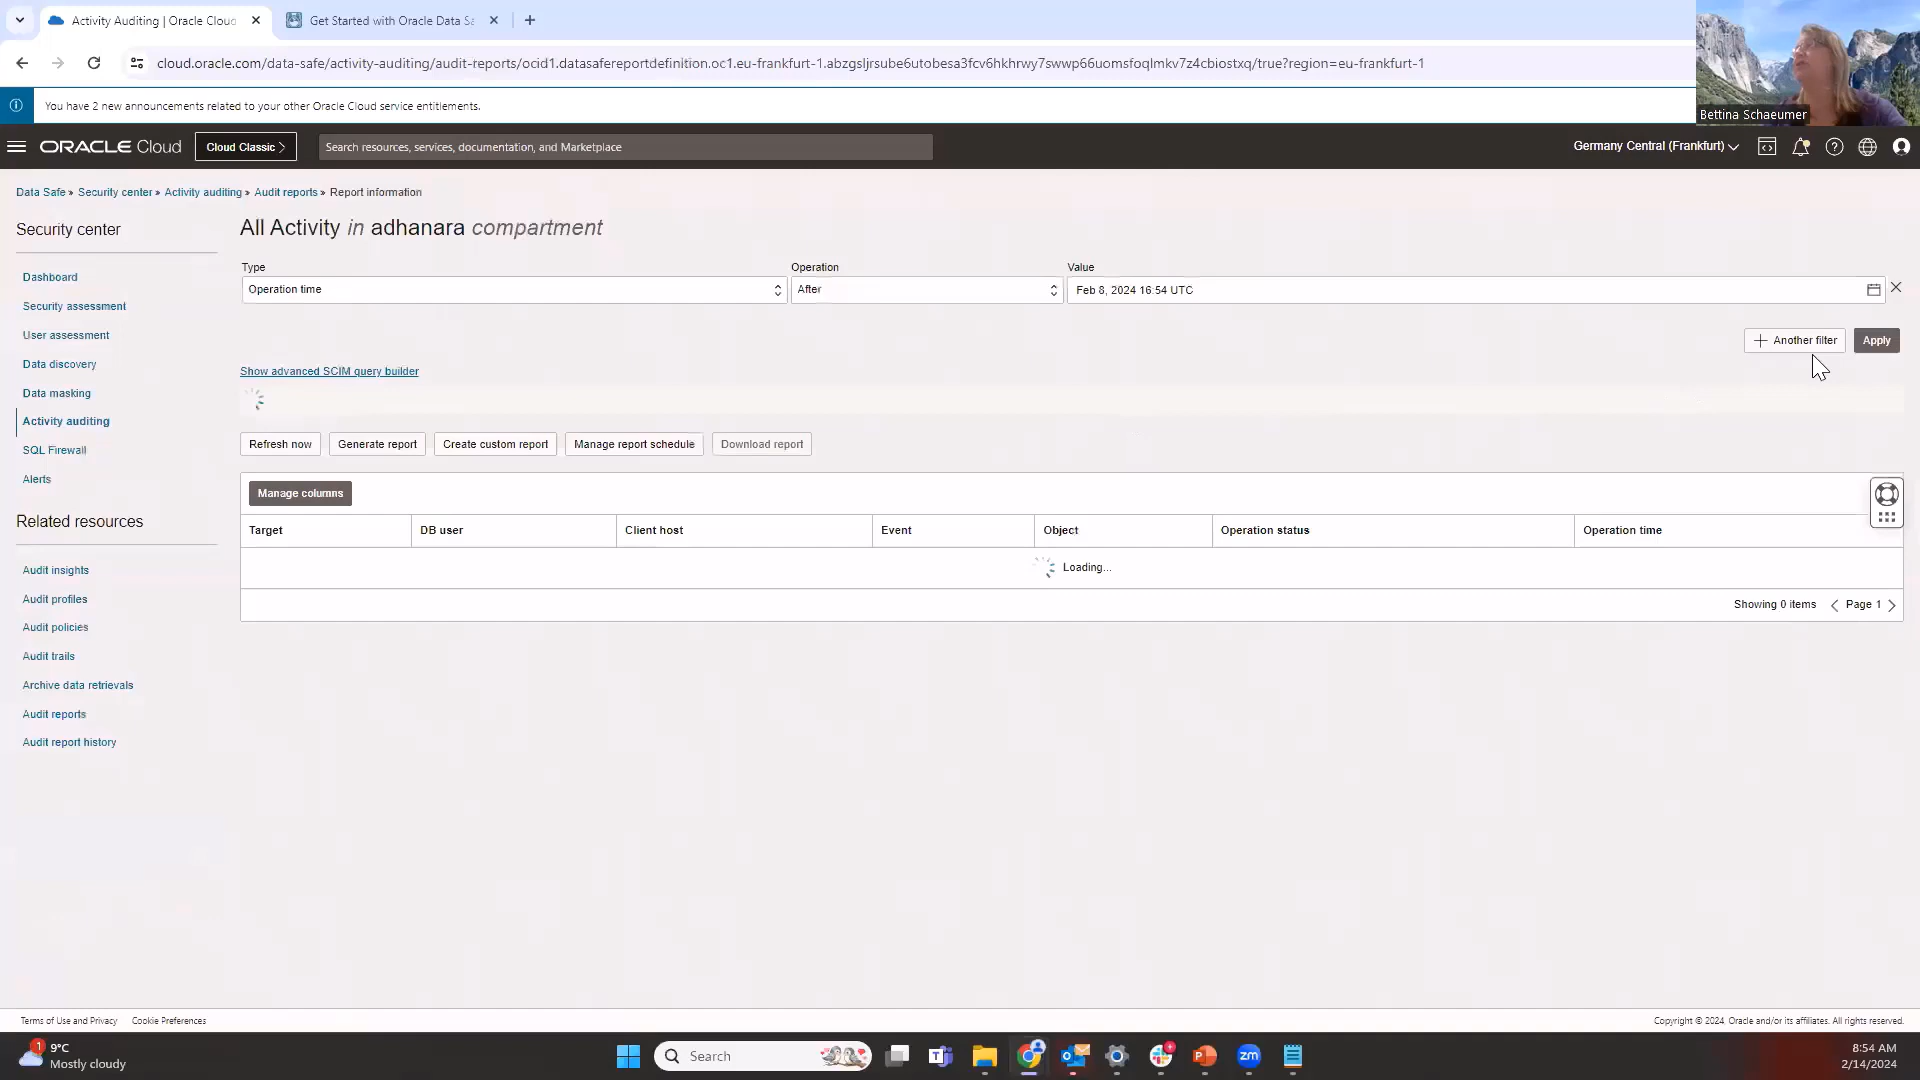 Activity Auditing | Oracle Clou
Get Started with Oracle Data Sa
cloud.oracle.com/data-safe/activity-auditing/audit-reports/ocid1.datasafereportdefinition.oc1.eu-frankfurt-1.abzgsljrsube6utobesa3fcv6hkhrwy7swwp66uomsfoqlmkv7z4cbiostxq/true?region=eu-frankfurt-1
You have 2 new announcements related to your other Oracle Cloud service entitlements.
Bettina Schaeumer
ORACLE Cloud
Cloud Classic >
Search resources, services, documentation, and Marketplace
Germany Central (Frankfurt)
Data Safe » Security center » Activity auditing » Audit reports » Report information
Security center
Dashboard
Security assessment
User assessment
Data discovery
Data masking
Activity auditing
SQL Firewall
Alerts
Related resources
Audit insights
Audit profiles
Audit policies
Audit trails
Archive data retrievals
Audit reports
Audit report history
All Activity in adhanara compartment
Type
Operation
Value
Operation time
After
Feb 8, 2024 16:54 UTC
Another filter
Apply
Show advanced SCIM query builder
Refresh now
Generate report
Create custom report
Manage report schedule
Download report
Manage columns
Target
DB user
Client host
Event
Object
Operation status
Operation time
Loading...
Showing 0 items
Page 1
Terms of Use and Privacy
Cookie Preferences
Copyright © 2024, Oracle and/or its affiliates. All rights reserved.
1
9°C
Mostly cloudy
Search
zm
8:54 AM
2/14/2024